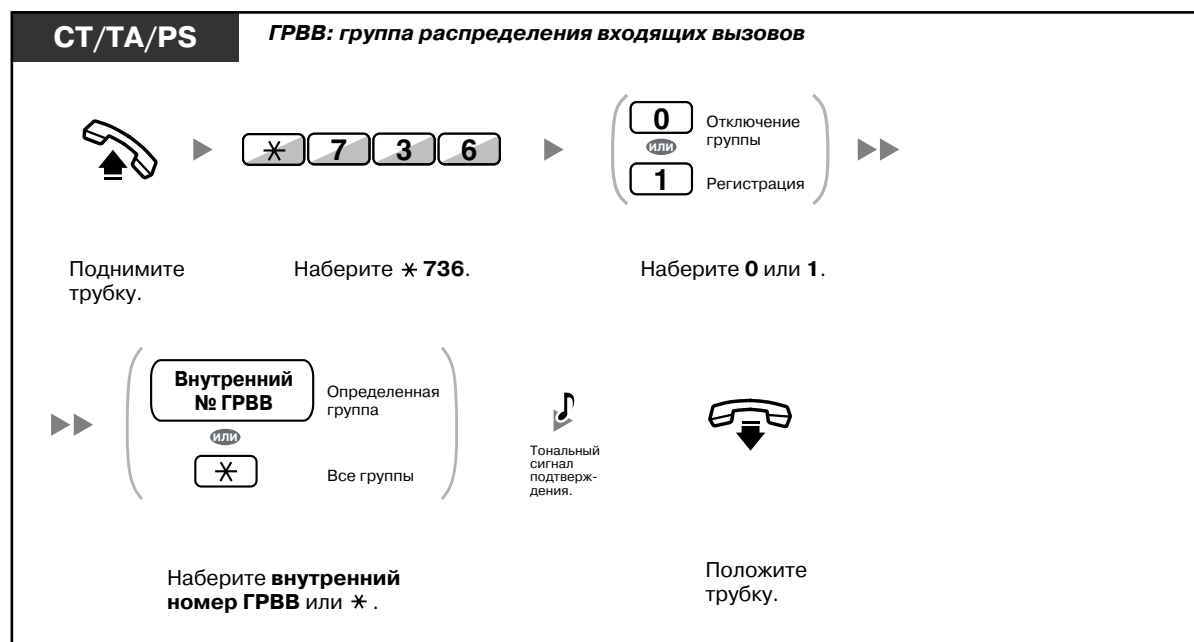 CT/TA/PS
ГРВВ: группа распределения входящих вызовов
* 7 3 6
0
или
1
Отключение
группы
Регистрация
Поднимите
трубку.
Наберите * 736.
Наберите 0 или 1.
Внутренний
№ ГРВВ
или
*
Определенная
группа
Все группы
Тональный
сигнал
подтверж-
дения.
Наберите внутренний
номер ГРВВ или * .
Положите
трубку.